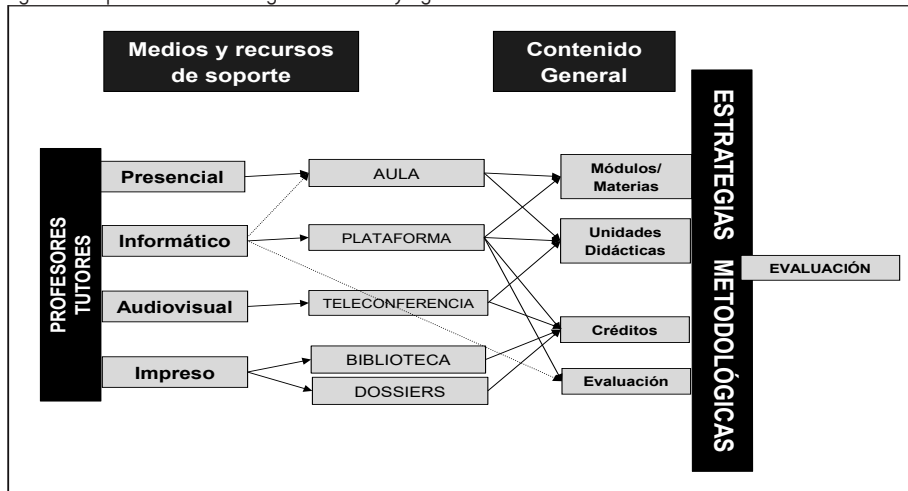 Medios y recursos
de soporte
Contenido
General
PROFESORES
TUTORES
Presencial
Informático
Audiovisual
Impreso
AULA
PLATAFORMA
TELECONFERENCIA
BIBLIOTECA
DOSSIERS
Módulos/
Materias
Unidades
Didácticas
Créditos
Evaluación
ESTRATEGIAS METODOLÓGICAS
EVALUACIÓN